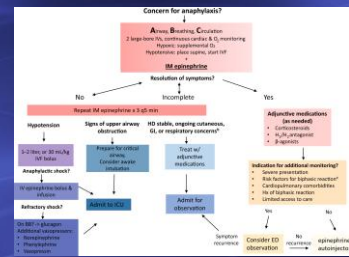 Concern for anaphylaxis?
Airway, Breathing, Circulation
2 large-bore IVs, continuous cardiac & O₂ monitoring
Hypoxic: supplemental O₂
Hypotension: place supine, start IVF
IM epinephrine
Resolution of symptoms?
No
Incomplete
Yes
Repeat IM epinephrine x 3 q5 min
Adjunctive medications
(as needed)
• Corticosteroids
• H₁/H₂-antagonist
• β-agonists
Hypotension
Signs of upper airway
obstruction
HD stable, ongoing cutaneous,
GI, or respiratory concerns
1–2 liter or 30 mL/kg
IVF bolus
Prepare for critical
airway.
Consider awake
intubation
Treat w/
adjunctive
medications
Indication for additional monitoring?
• Severe presentation
• Risk factors for biphasic reaction
• Cardiopulmonary comorbidities
• Hx of biphasic reaction
• Limited access to care
Anaphylactic shock?
IV epinephrine bolus &
infusion
Admit to ICU
Admit for
observation
Refractory shock?
On BB? → glucagon
Additional vasopressors:
• Norepinephrine
• Phenylephrine
• Vasopressin
Yes
No
Symptom
recurrence
Consider ED
observation
No
recurrence
epinephrine
autoinjector